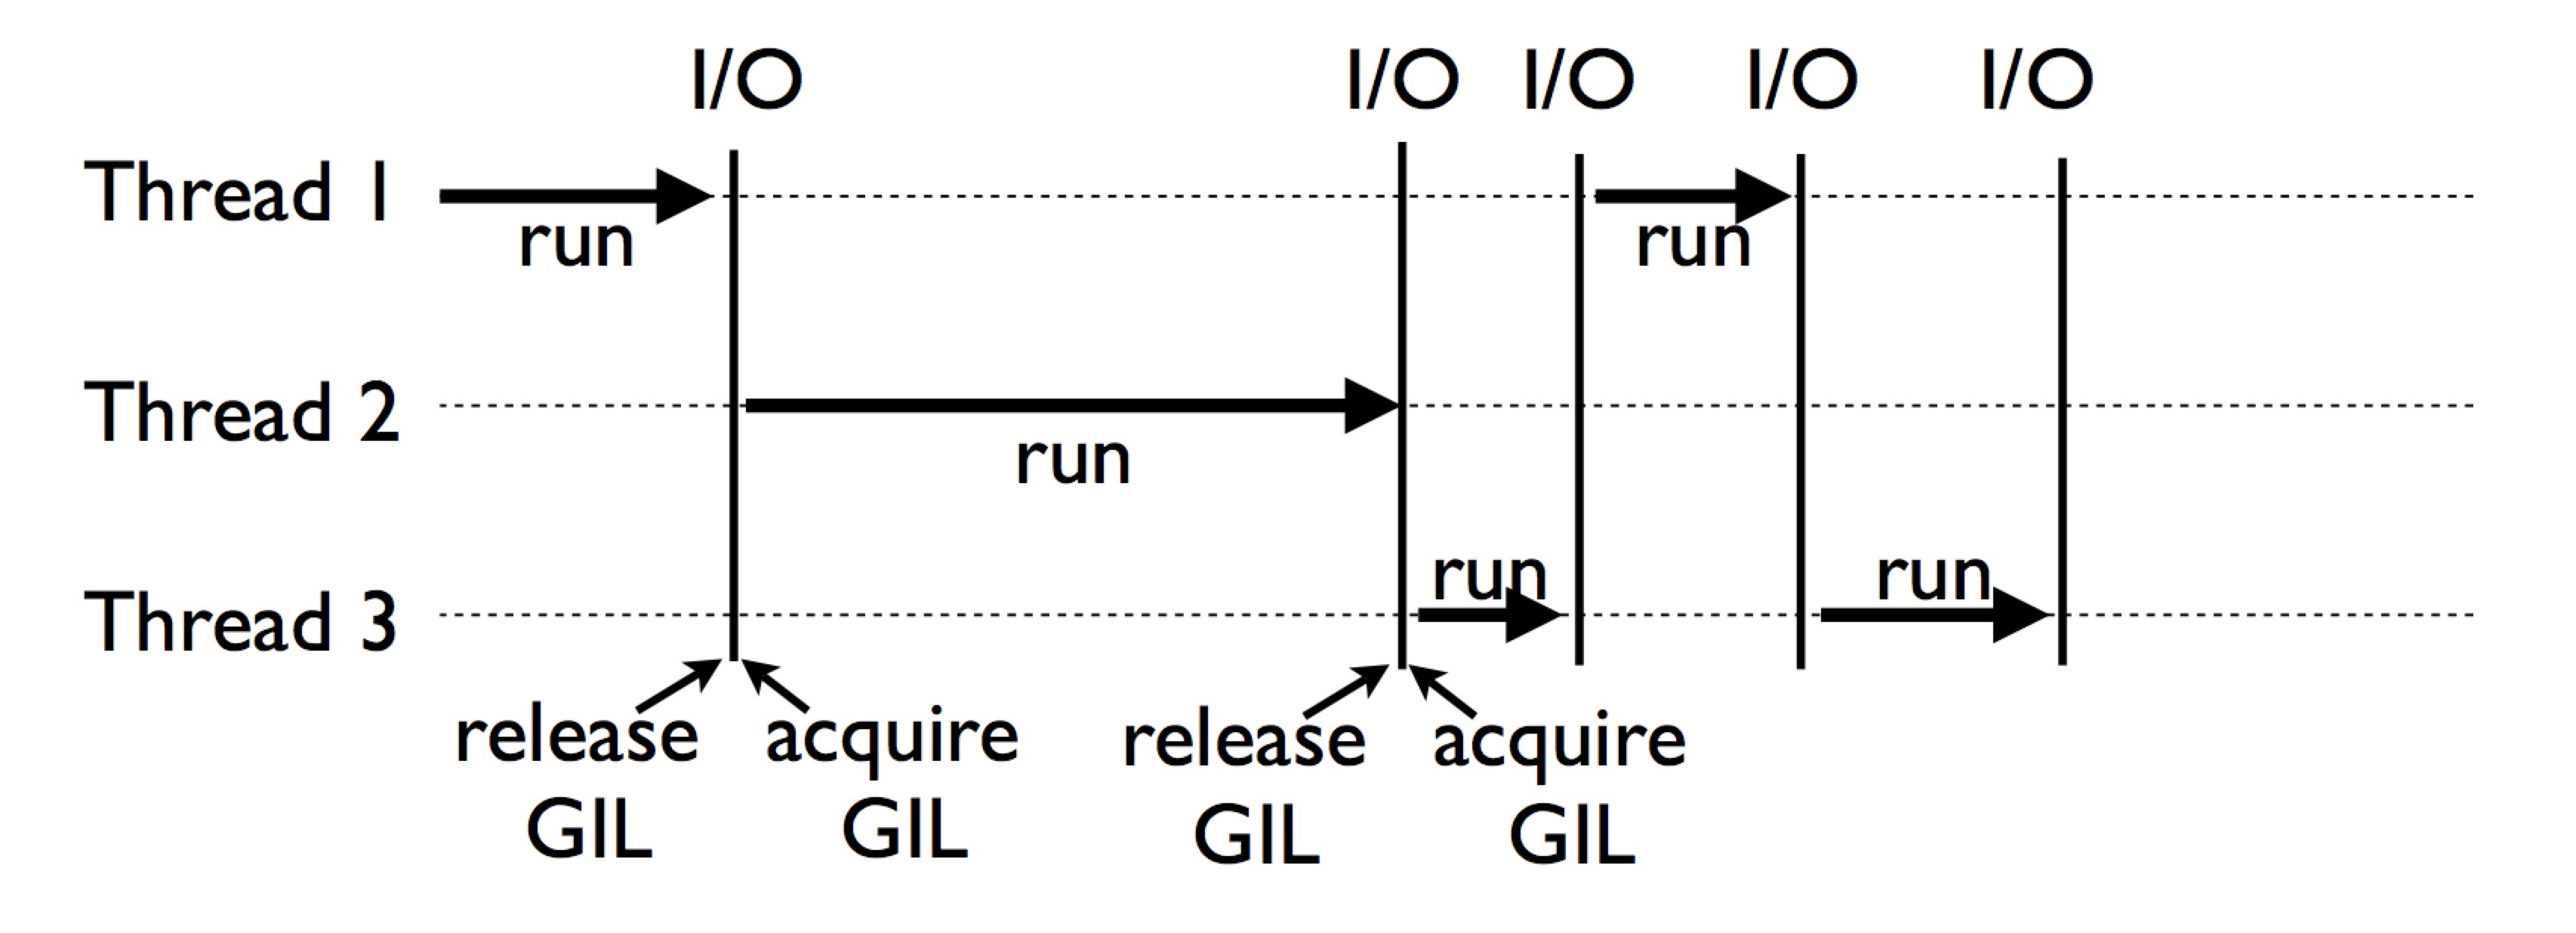 I/O I/O I/O I/O I/O
Thread 1
run run
Thread 2
run
run run
Thread 3
release acquire release acquire
GIL GIL GIL GIL